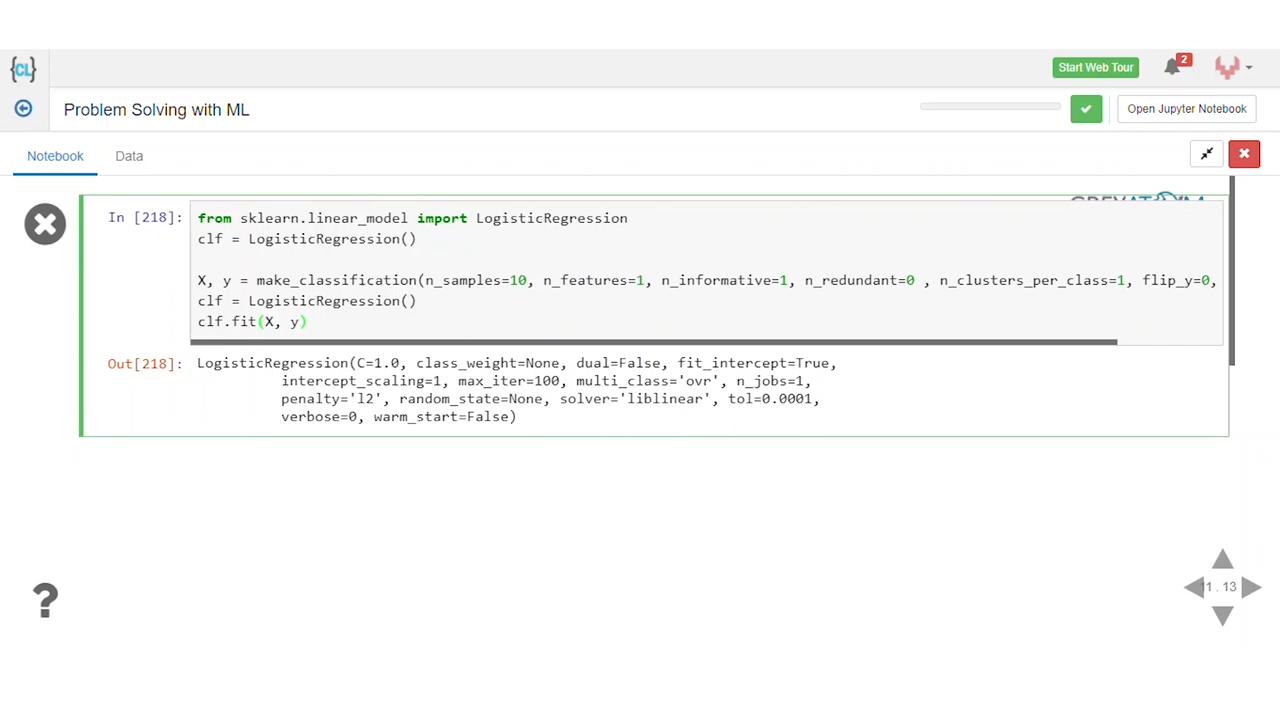 {CL}
Start Web Tour
2
Problem Solving with ML
Open Jupyter Notebook
Notebook
Data
In [218]:
from sklearn.linear_model import LogisticRegression
clf = LogisticRegression()
X, y = make_classification(n_samples=10, n_features=1, n_informative=1, n_redundant=0 , n_clusters_per_class=1, flip_y=0,
clf = LogisticRegression()
clf.fit(X, y)
Out[218]:
LogisticRegression(C=1.0, class_weight=None, dual=False, fit_intercept=True,
intercept_scaling=1, max_iter=100, multi_class='ovr', n_jobs=1,
penalty='l2', random_state=None, solver='liblinear', tol=0.0001,
verbose=0, warm_start=False)
?
11 . 13